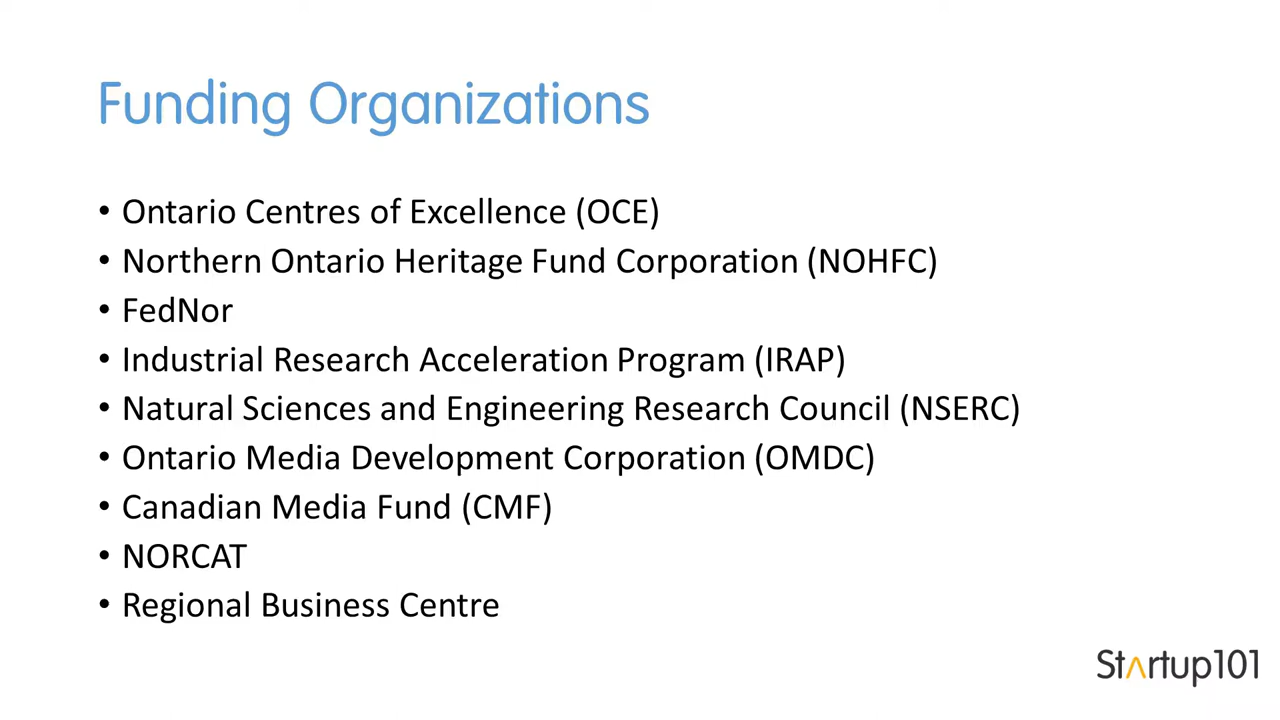 Funding Organizations
• Ontario Centres of Excellence (OCE)
• Northern Ontario Heritage Fund Corporation (NOHFC)
• FedNor
• Industrial Research Acceleration Program (IRAP)
• Natural Sciences and Engineering Research Council (NSERC)
• Ontario Media Development Corporation (OMDC)
• Canadian Media Fund (CMF)
• NORCAT
• Regional Business Centre
Startup101